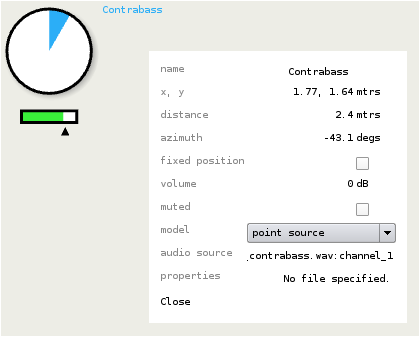 Contrabass
name Contrabass
x, y 1.77, 1.64 mtrs
distance 2.4 mtrs
azimuth -43.1 degs
fixed position
volume 0 dB
muted
model point source
audio source contrabass.wav:channel_1
properties No file specified.
Close